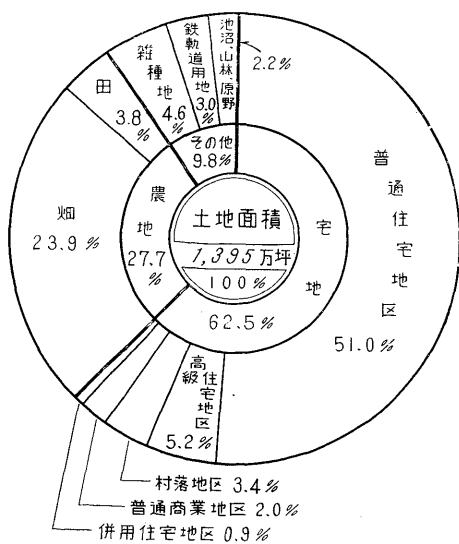 土地面積
1,395万坪
100%
宅地
62.5%
普通住宅地区
51.0%
高級住宅地区
5.2%
村落地区 3.4%
普通商業地区 2.0%
併用住宅地区 0.9%
農地
27.7%
畑
23.9%
田
3.8%
その他
9.8%
雑種地
4.6%
鉄軌道用地
3.0%
池沼、山林、原野
2.2%